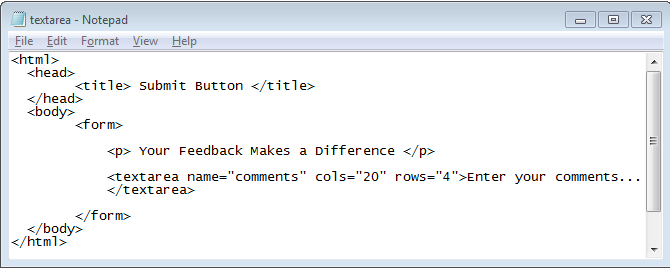 textarea - Notepad
File Edit Format View Help
<html>
<head>
<title> Submit Button </title>
</head>
<body>
<form>
<p> Your Feedback Makes a Difference </p>
<textarea name="comments" cols="20" rows="4">Enter your comments...
</textarea>
</form>
</body>
</html>